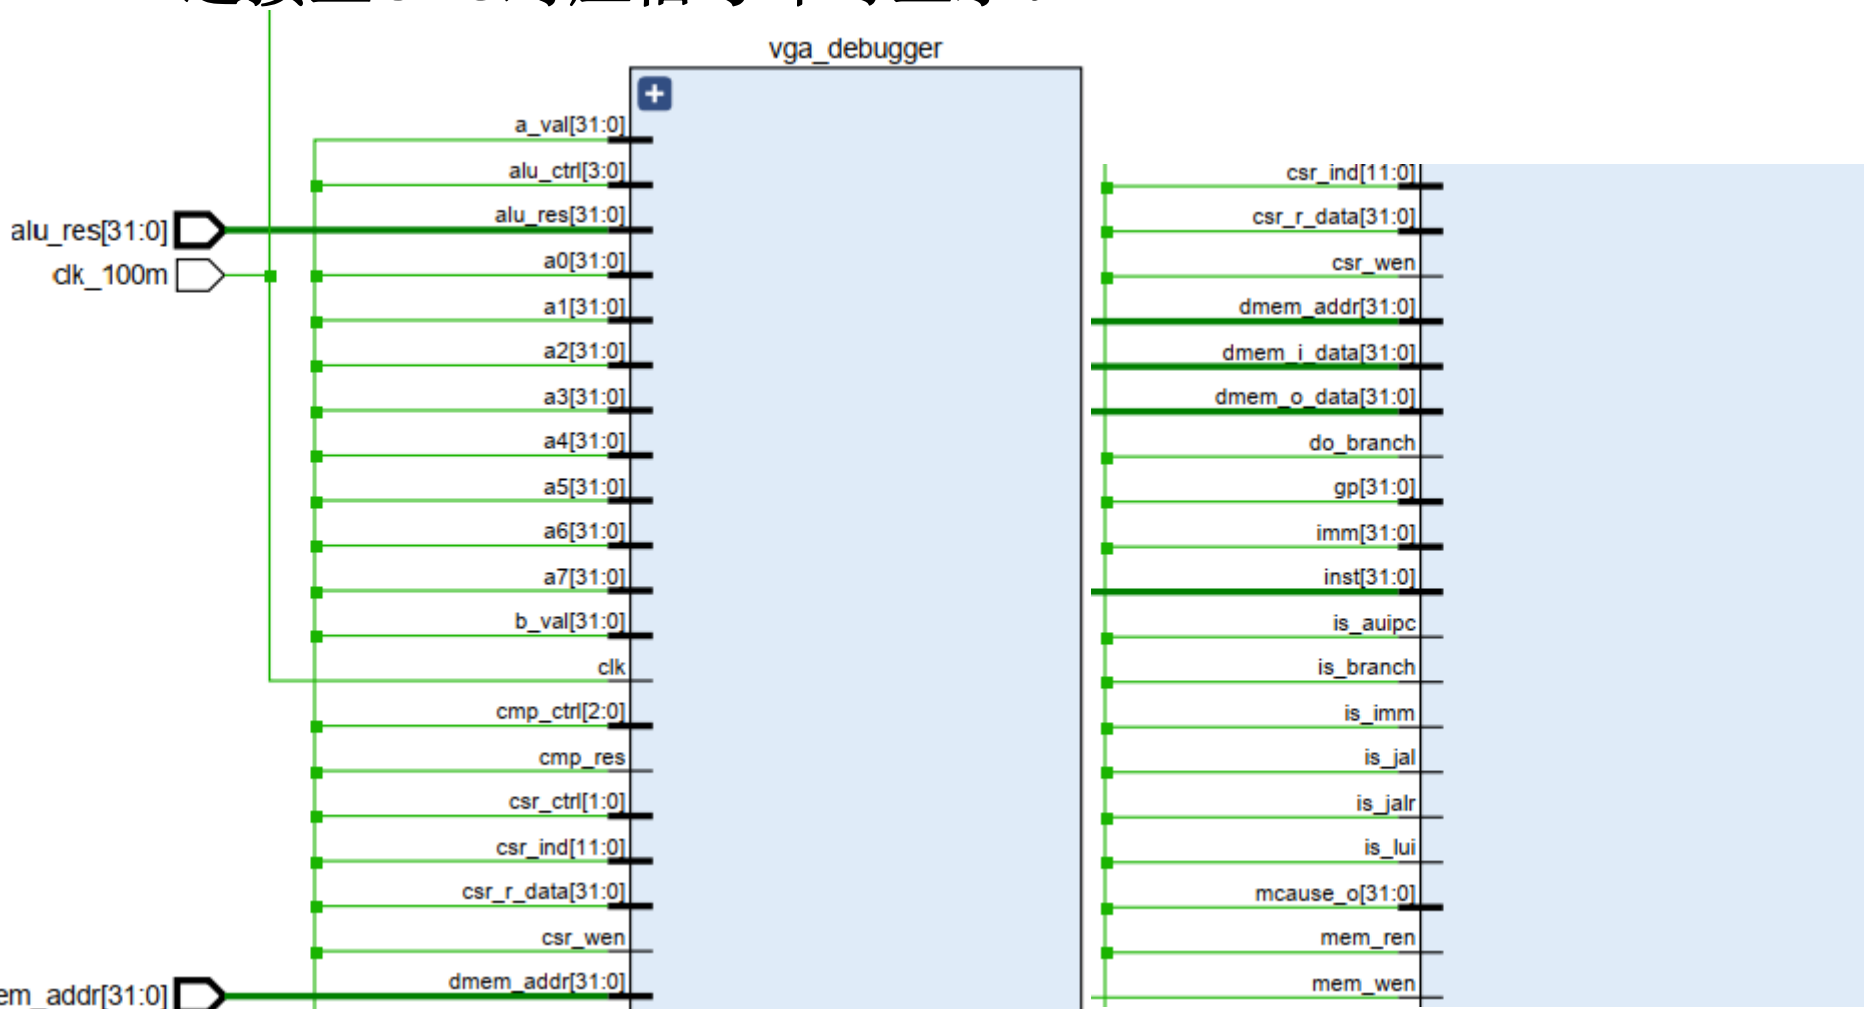 vga_debugger
a_val[31:0]
alu_ctrl[3:0]
alu_res[31:0]
alu_res[31:0]
a0[31:0]
clk_100m
a1[31:0]
a2[31:0]
a3[31:0]
a4[31:0]
a5[31:0]
a6[31:0]
a7[31:0]
b_val[31:0]
clk
cmp_ctrl[2:0]
cmp_res
csr_ctrl[1:0]
csr_ind[11:0]
csr_r_data[31:0]
csr_wen
dmem_addr[31:0]
em_addr[31:0]
csr_ind[11:0]
csr_r_data[31:0]
csr_wen
dmem_addr[31:0]
dmem_i_data[31:0]
dmem_o_data[31:0]
do_branch
gp[31:0]
imm[31:0]
inst[31:0]
is_auipc
is_branch
is_imm
is_jal
is_jalr
is_lui
mcause_o[31:0]
mem_ren
mem_wen